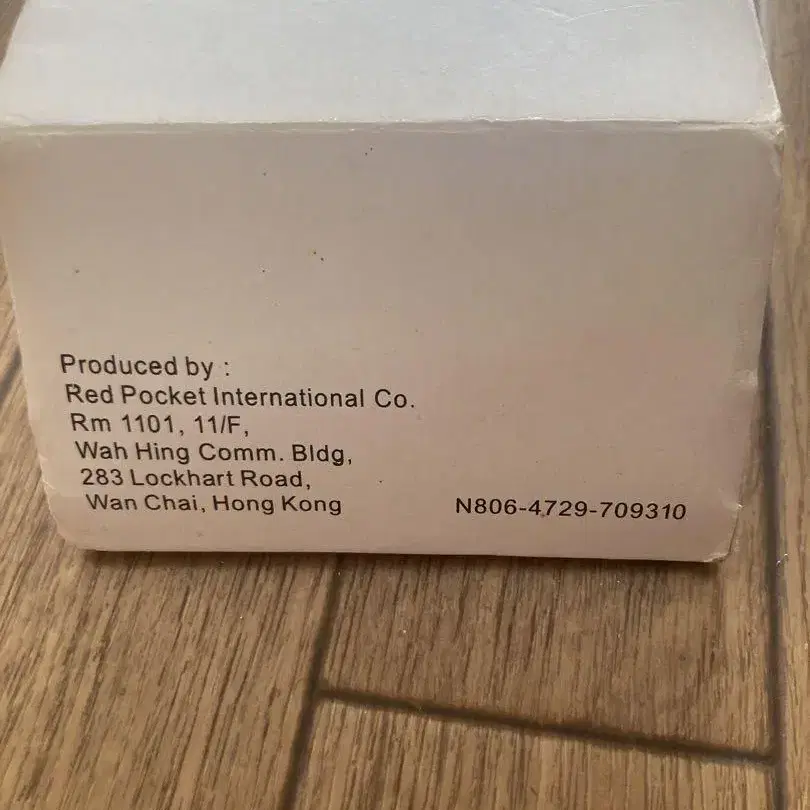 Produced by :
Red Pocket International Co.
Rm 1101, 11/F,
Wah Hing Comm. Bldg,
283 Lockhart Road,
Wan Chai, Hong Kong
N806-4729-709310